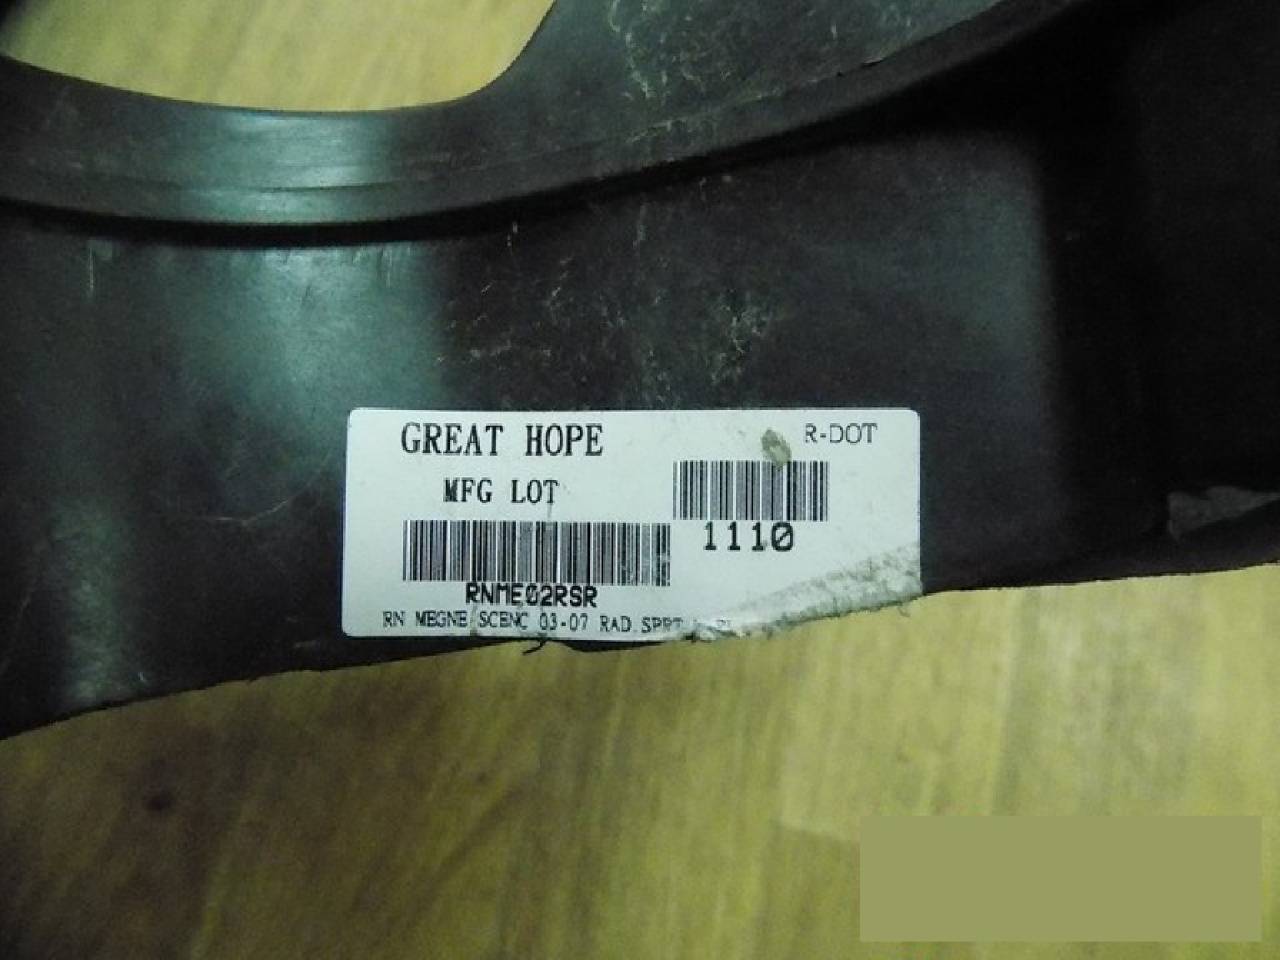 GREAT HOPE
R-DOT
MFG LOT
1110
RNME02RSR
RN MEGNE SCENC 03-07 RAD.SPRT